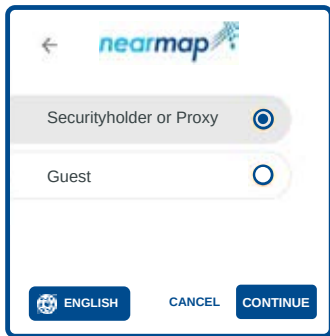 nearmap
Securityholder or Proxy
Guest
ENGLISH
CANCEL
CONTINUE